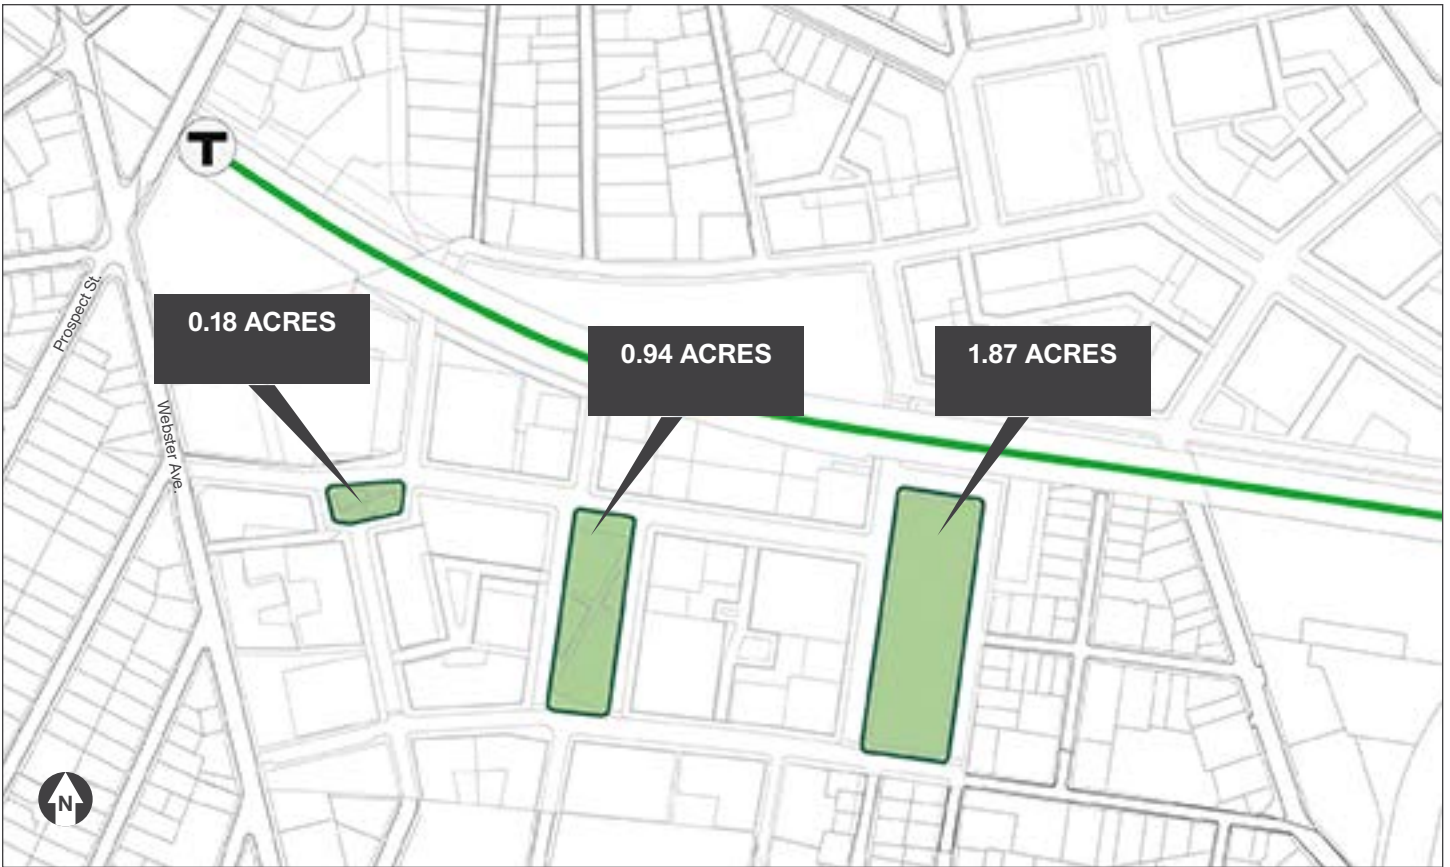 T
Prospect St.
0.18 ACRES
0.94 ACRES
1.87 ACRES
Webster Ave.
N